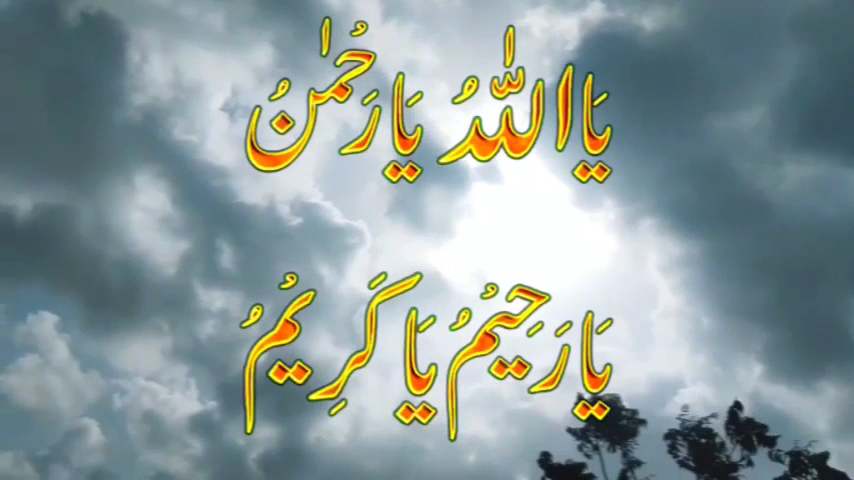 يَا اللّٰهُ يَا رَحْمٰنُ
يَا رَحِيْمُ يَا كَرِيْمُ